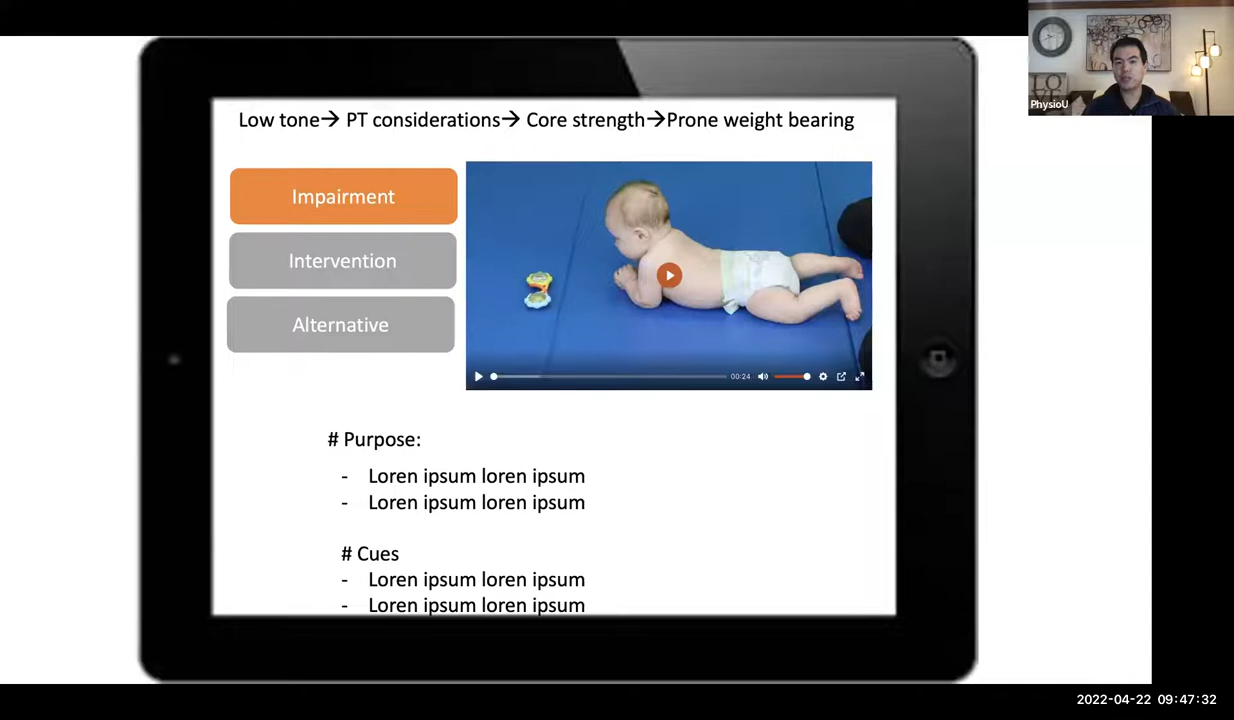 Low tone→ PT considerations→ Core strength→Prone weight bearing
Impairment
Intervention
Alternative
00:24
# Purpose:
- Loren ipsum loren ipsum
- Loren ipsum loren ipsum
# Cues
- Loren ipsum loren ipsum
- Loren ipsum loren ipsum
PhysioU
2022-04-22 09:47:32